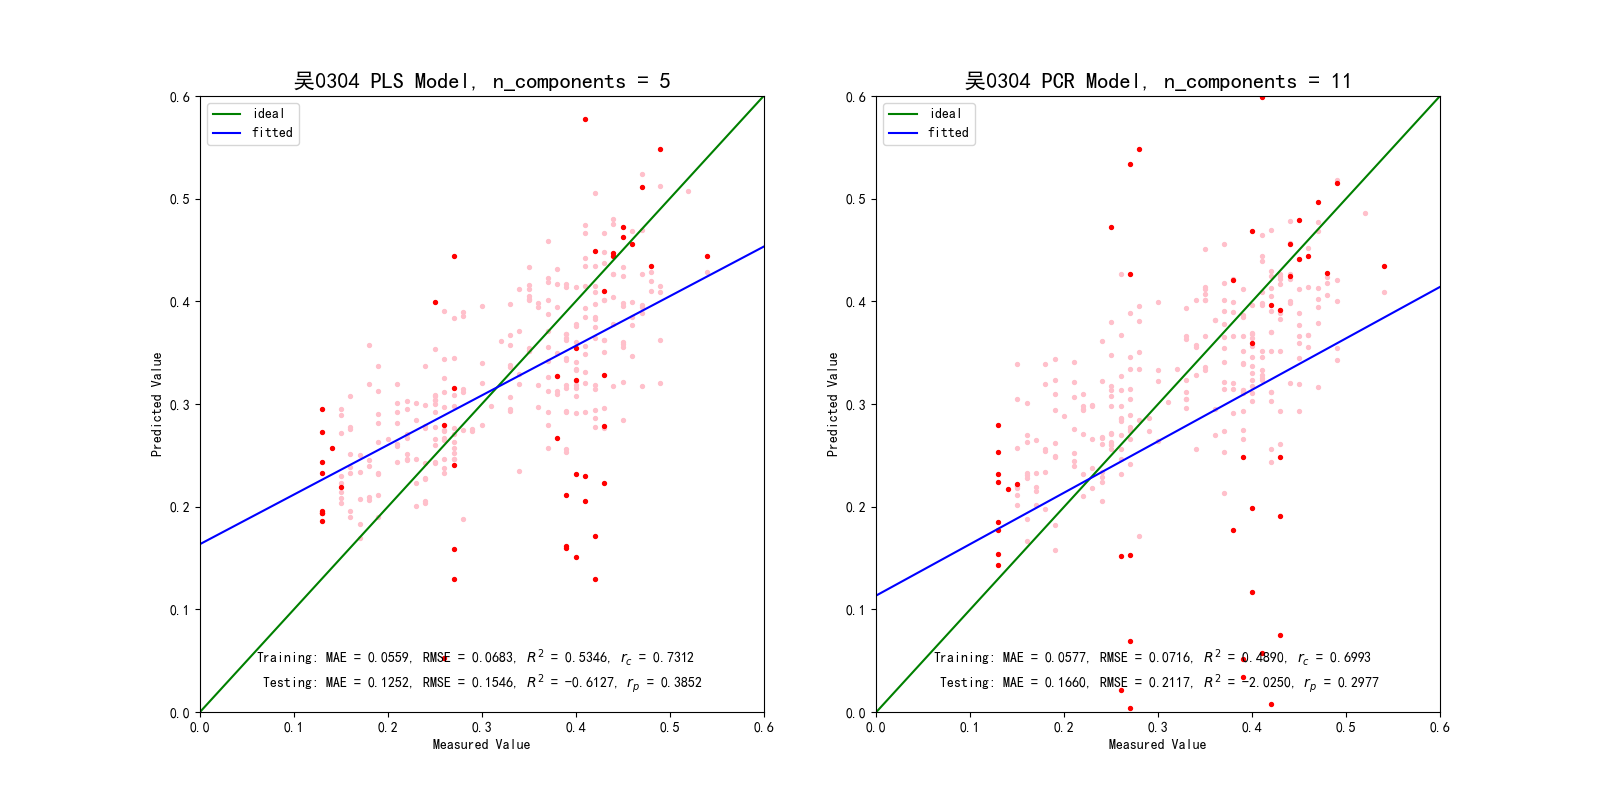 吴0304 PLS Model, n_components = 5
ideal
fitted
0.6
0.5
0.4
0.3
0.2
0.1
0.0
Predicted Value
Training: MAE = 0.0559, RMSE = 0.0683, R² = 0.5346, r_c = 0.7312
Testing: MAE = 0.1252, RMSE = 0.1546, R² = −0.6127, r_p = 0.3852
0.0 0.1 0.2 0.3 0.4 0.5 0.6
Measured Value
吴0304 PCR Model, n_components = 11
ideal
fitted
0.6
0.5
0.4
0.3
0.2
0.1
0.0
Predicted Value
Training: MAE = 0.0577, RMSE = 0.0716, R² = 0.4890, r_c = 0.6993
Testing: MAE = 0.1660, RMSE = 0.2117, R² = −2.0250, r_p = 0.2977
0.0 0.1 0.2 0.3 0.4 0.5 0.6
Measured Value